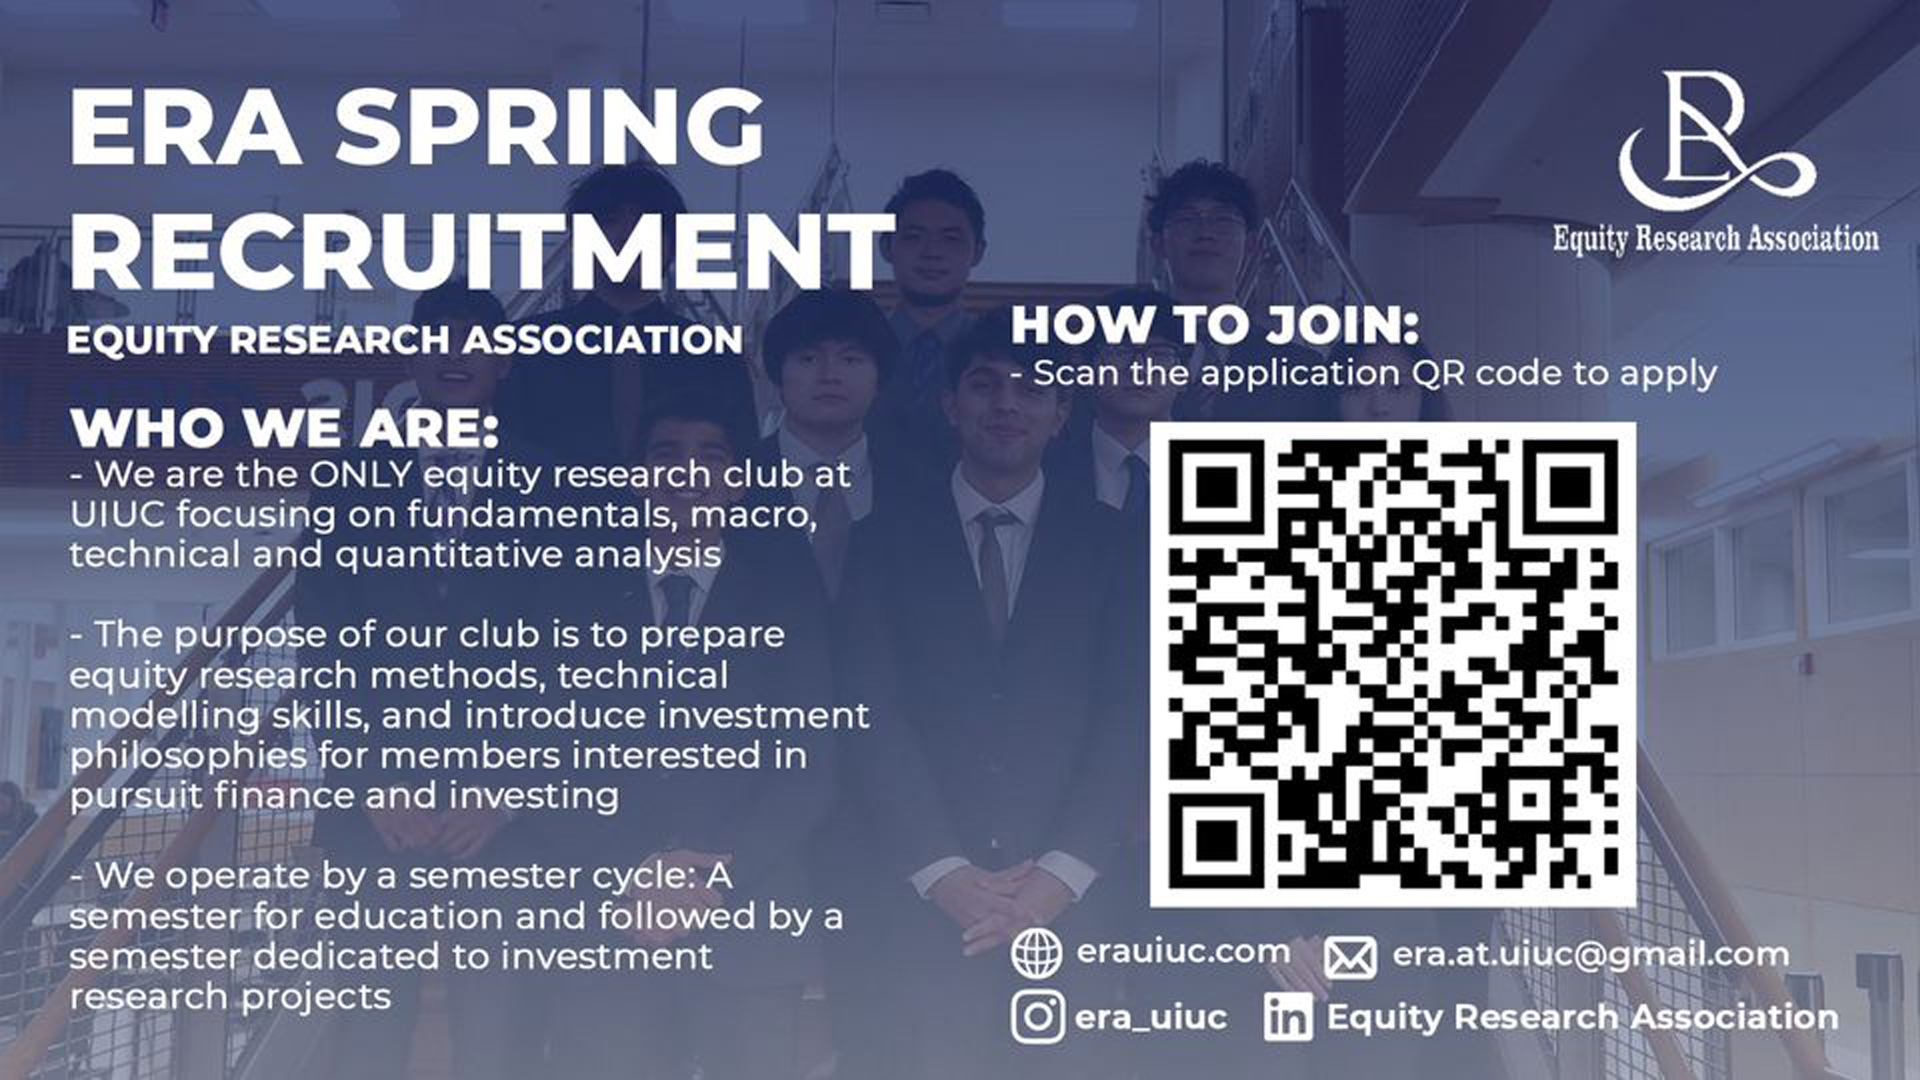 ERA SPRING
RECRUITMENT
EQUITY RESEARCH ASSOCIATION
WHO WE ARE:
- We are the ONLY equity research club at
UIUC focusing on fundamentals, macro,
technical and quantitative analysis
- The purpose of our club is to prepare
equity research methods, technical
modelling skills, and introduce investment
philosophies for members interested in
pursuit finance and investing
- We operate by a semester cycle: A
semester for education and followed by a
semester dedicated to investment
research projects
Equity Research Association
HOW TO JOIN:
- Scan the application QR code to apply
erauiuc.com
era.at.uiuc@gmail.com
era_uiuc
Equity Research Association